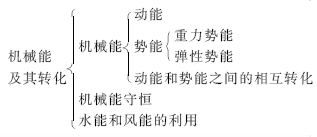 机械能
及其转化
机械能
动能
势能
重力势能
弹性势能
动能和势能之间的相互转化
机械能守恒
水能和风能的利用